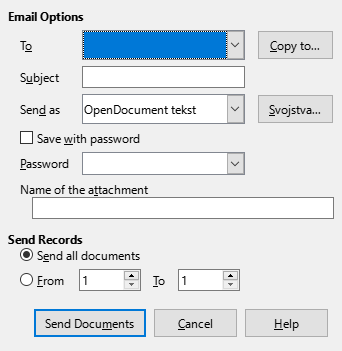 Email Options
To
Copy to...
Subject
Send as OpenDocument tekst Svojstva...
Save with password
Password
Name of the attachment
Send Records
Send all documents
From 1 To 1
Send Documents Cancel Help